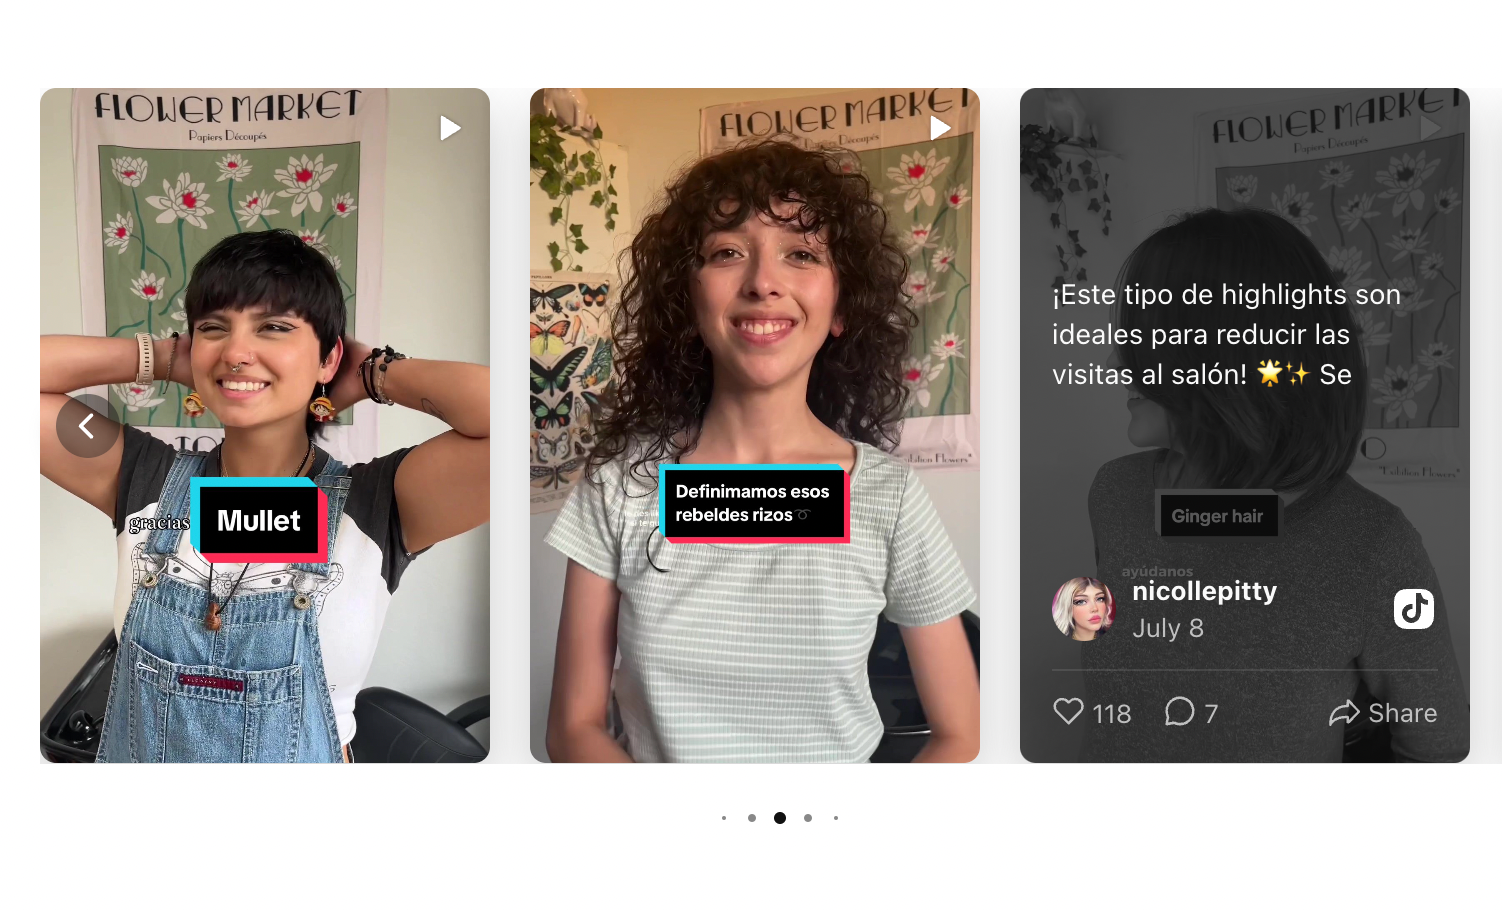 FLOWER MARKET
Papiers Découpés
gracias
Mullet
FLOWER MARKET
Papiers Découpés
Definimamos esos
rebeldes rizos➰
FLOWER MARKET
Papiers Découpés
¡Este tipo de highlights son
ideales para reducir las
visitas al salón! 🌟✨ Se
"Exibition Flowers"
Ginger hair
ayúdanos
nicollepitty
July 8
118
7
Share